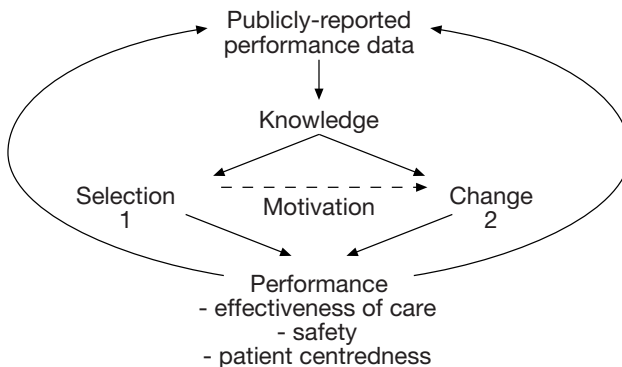 Publicly-reported
performance data
Knowledge
Selection
1
Motivation
Change
2
Performance
- effectiveness of care
- safety
- patient centredness